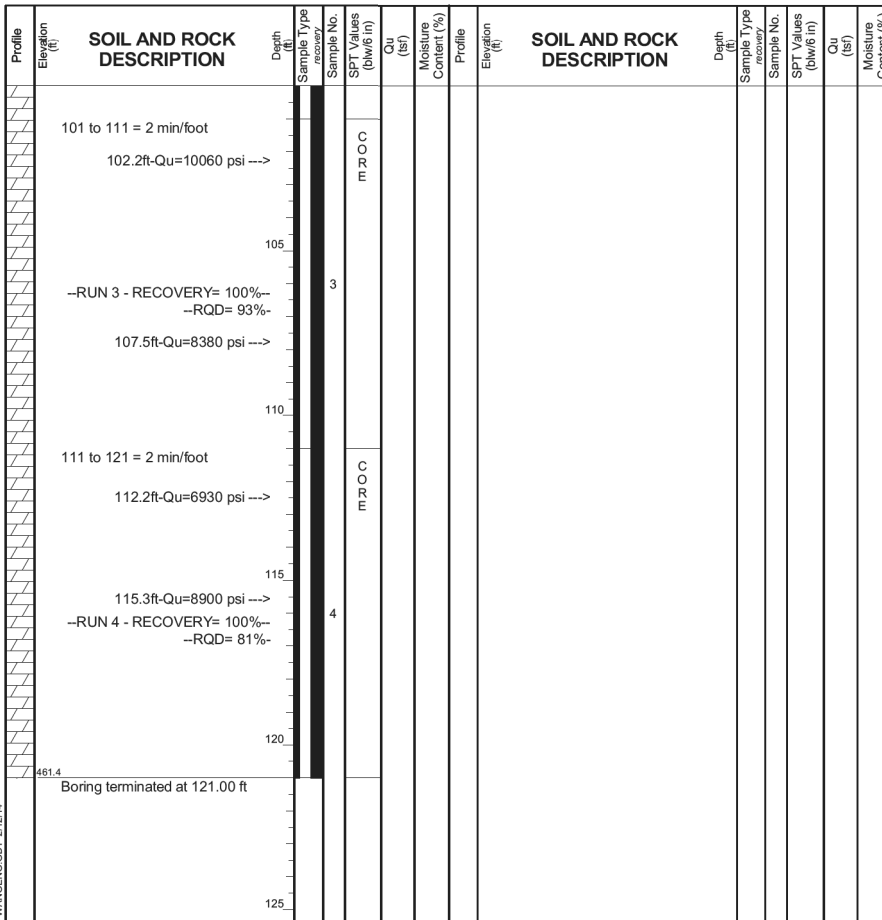 Profile
Elevation
(ft)
SOIL AND ROCK
DESCRIPTION
Depth
(ft)
Sample Type
recovery
Sample No.
SPT Values
(blw/6 in)
Qu
(tsf)
Moisture
Content (%)
Profile
Elevation
(ft)
SOIL AND ROCK
DESCRIPTION
Depth
(ft)
Sample Type
recovery
Sample No.
SPT Values
(blw/6 in)
Qu
(tsf)
Moisture
Content (%)
101 to 111 = 2 min/foot
102.2ft-Qu=10060 psi --->
CORE
105
3
--RUN 3 - RECOVERY= 100%--
--RQD= 93%-
107.5ft-Qu=8380 psi --->
110
111 to 121 = 2 min/foot
CORE
112.2ft-Qu=6930 psi --->
115
115.3ft-Qu=8900 psi --->
4
--RUN 4 - RECOVERY= 100%--
--RQD= 81%-
120
461.4
Boring terminated at 121.00 ft
125